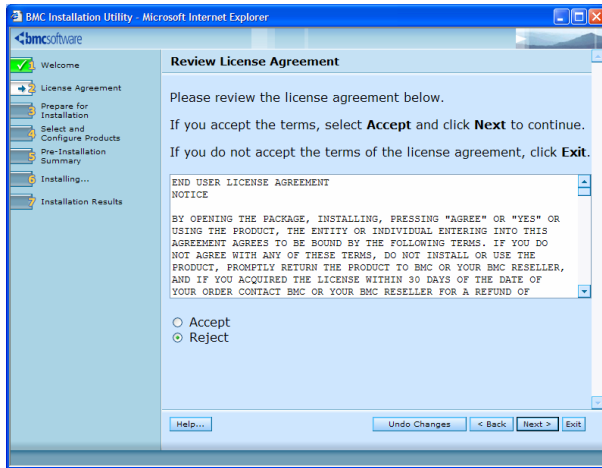 BMC Installation Utility - Microsoft Internet Explorer
bmcsoftware
1 Welcome
2 License Agreement
3 Prepare for
Installation
4 Select and
Configure Products
5 Pre-Installation
Summary
6 Installing...
7 Installation Results
Review License Agreement
Please review the license agreement below.
If you accept the terms, select Accept and click Next to continue.
If you do not accept the terms of the license agreement, click Exit.
END USER LICENSE AGREEMENT
NOTICE
BY OPENING THE PACKAGE, INSTALLING, PRESSING "AGREE" OR "YES" OR
USING THE PRODUCT, THE ENTITY OR INDIVIDUAL ENTERING INTO THIS
AGREEMENT AGREES TO BE BOUND BY THE FOLLOWING TERMS. IF YOU DO
NOT AGREE WITH ANY OF THESE TERMS, DO NOT INSTALL OR USE THE
PRODUCT, PROMPTLY RETURN THE PRODUCT TO BMC OR YOUR BMC RESELLER,
AND IF YOU ACQUIRED THE LICENSE WITHIN 30 DAYS OF THE DATE OF
YOUR ORDER CONTACT BMC OR YOUR BMC RESELLER FOR A REFUND OF
Accept
Reject
Help... Undo Changes < Back Next > Exit